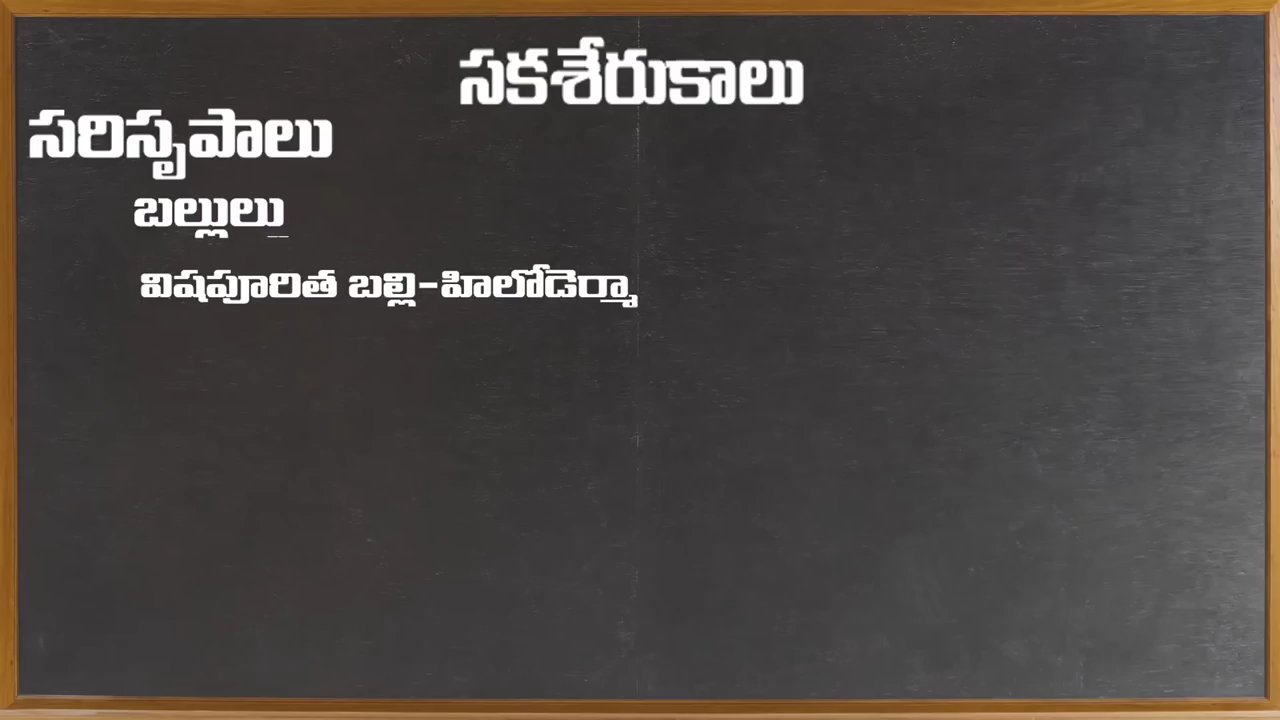 సకశేరుకాలు
సరిసృపాలు
బల్లులు
విషపూరిత బల్లి-హిలోడెర్మా